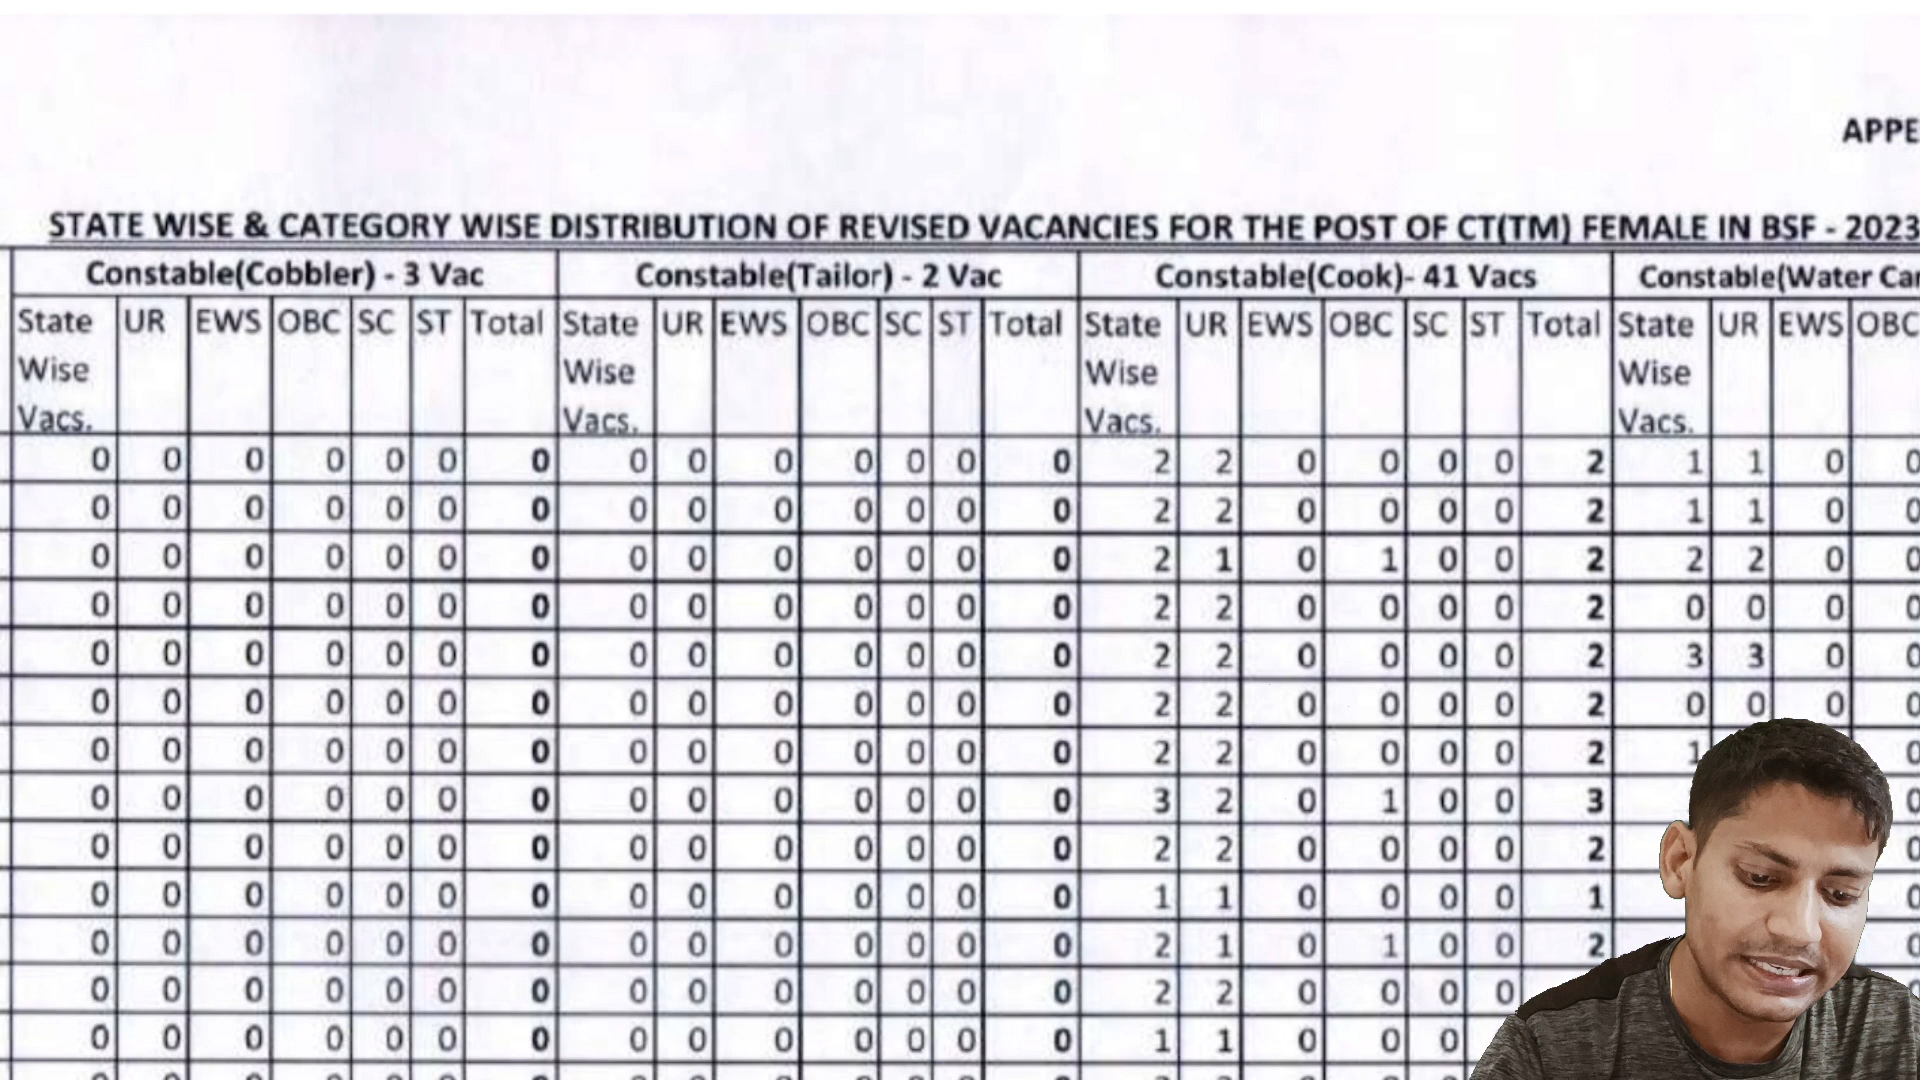 APPE
STATE WISE & CATEGORY WISE DISTRIBUTION OF REVISED VACANCIES FOR THE POST OF CT(TM) FEMALE IN BSF - 2023
Constable(Cobbler) - 3 Vac Constable(Tailor) - 2 Vac Constable(Cook)- 41 Vacs Constable(Water Car
State Wise Vacs. UR EWS OBC SC ST Total State Wise Vacs. UR EWS OBC SC ST Total State Wise Vacs. UR EWS OBC SC ST Total State Wise Vacs. UR EWS OBC
0 0 0 0 0 0 0 0 0 0 0 0 0 0 2 2 0 0 0 0 2 1 1 0 0
0 0 0 0 0 0 0 0 0 0 0 0 0 0 2 2 0 0 0 0 2 1 1 0 0
0 0 0 0 0 0 0 0 0 0 0 0 0 0 2 1 0 1 0 0 2 2 2 0 0
0 0 0 0 0 0 0 0 0 0 0 0 0 0 2 2 0 0 0 0 2 0 0 0 0
0 0 0 0 0 0 0 0 0 0 0 0 0 0 2 2 0 0 0 0 2 3 3 0 0
0 0 0 0 0 0 0 0 0 0 0 0 0 0 2 2 0 0 0 0 2 0 0 0 0
0 0 0 0 0 0 0 0 0 0 0 0 0 0 2 2 0 0 0 0 2 1 0
0 0 0 0 0 0 0 0 0 0 0 0 0 0 3 2 0 1 0 0 3 0
0 0 0 0 0 0 0 0 0 0 0 0 0 0 2 2 0 0 0 0 2 0
0 0 0 0 0 0 0 0 0 0 0 0 0 0 1 1 0 0 0 0 1 0
0 0 0 0 0 0 0 0 0 0 0 0 0 0 2 1 0 1 0 0 2 0
0 0 0 0 0 0 0 0 0 0 0 0 0 0 2 2 0 0 0 0
0 0 0 0 0 0 0 0 0 0 0 0 0 0 1 1 0 0 0